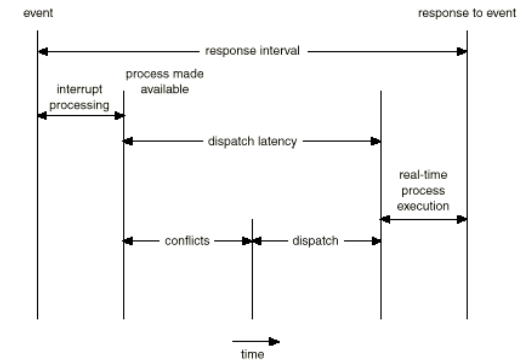 event
response to event
response interval
process made
available
interrupt
processing
dispatch latency
real-time
process
execution
conflicts
dispatch
time